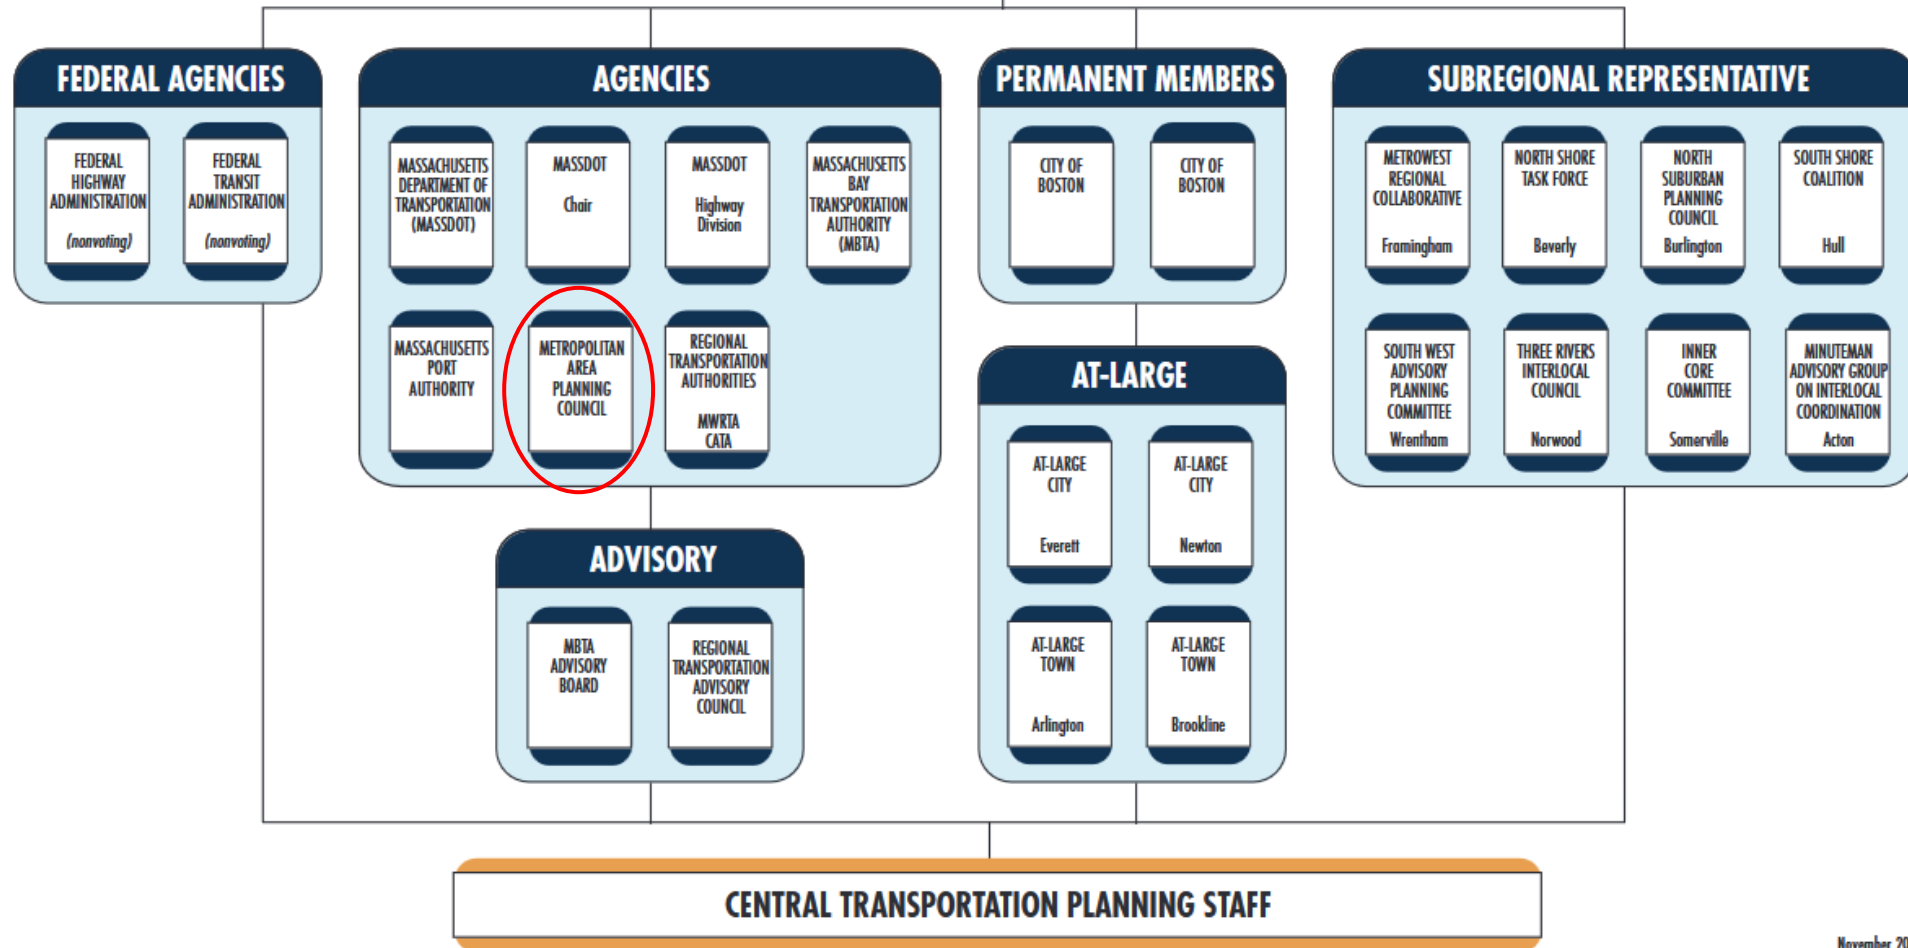 FEDERAL AGENCIES
FEDERAL
HIGHWAY
ADMINISTRATION
(nonvoting)
FEDERAL
TRANSIT
ADMINISTRATION
(nonvoting)
AGENCIES
MASSACHUSETTS
DEPARTMENT OF
TRANSPORTATION
(MASSDOT)
MASSDOT
Chair
MASSDOT
Highway
Division
MASSACHUSETTS
BAY
TRANSPORTATION
AUTHORITY
(MBTA)
MASSACHUSETTS
PORT
AUTHORITY
METROPOLITAN
AREA
PLANNING
COUNCIL
REGIONAL
TRANSPORTATION
AUTHORITIES
MWRTA
CATA
ADVISORY
MBTA
ADVISORY
BOARD
REGIONAL
TRANSPORTATION
ADVISORY
COUNCIL
PERMANENT MEMBERS
CITY OF
BOSTON
CITY OF
BOSTON
AT-LARGE
AT-LARGE
CITY
Everett
AT-LARGE
CITY
Newton
AT-LARGE
TOWN
Arlington
AT-LARGE
TOWN
Brookline
SUBREGIONAL REPRESENTATIVE
METROWEST
REGIONAL
COLLABORATIVE
Framingham
NORTH SHORE
TASK FORCE
Beverly
NORTH
SUBURBAN
PLANNING
COUNCIL
Burlington
SOUTH SHORE
COALITION
Hull
SOUTH WEST
ADVISORY
PLANNING
COMMITTEE
Wrentham
THREE RIVERS
INTERLOCAL
COUNCIL
Norwood
INNER
CORE
COMMITTEE
Somerville
MINUTEMAN
ADVISORY GROUP
ON INTERLOCAL
COORDINATION
Acton
CENTRAL TRANSPORTATION PLANNING STAFF
November 20